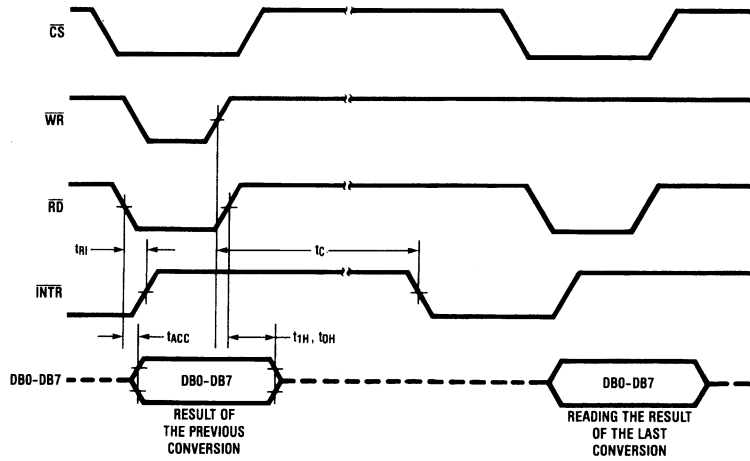 CS
WR
RD
tRI
tC
INTR
tACC
t1H, t0H
DB0-DB7
DB0-DB7
DB0-DB7
RESULT OF
THE PREVIOUS
CONVERSION
READING THE RESULT
OF THE LAST
CONVERSION